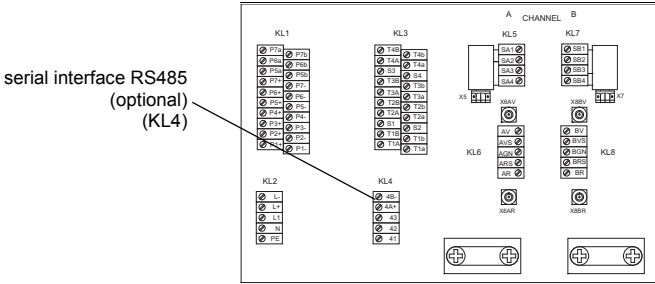 A CHANNEL B
KL1 KL3 KL5 KL7
P7a
P6a
P5a
P7+
P6+
P5+
P4+
P3+
P2+
P1+
P7b
P6b
P5b
P7-
P6-
P5-
P4-
P3-
P2-
P1-
T4B
T4A
S3
T3B
T3A
T2B
T2A
S1
T1B
T1A
T4b
T4a
S4
T3b
T3a
T2b
T2a
S2
T1b
T1a
SA1
SA2
SA3
SA4
SB1
SB2
SB3
SB4
X5
X7
X6AV
X8BV
serial interface RS485
(optional)
(KL4)
KL6
AV
AVS
AGN
ARS
AR
BV
BVS
BGN
BRS
BR
KL8
X6AR
X8BR
KL2
L-
L+
L1
N
PE
KL4
4B-
4A+
43
42
41